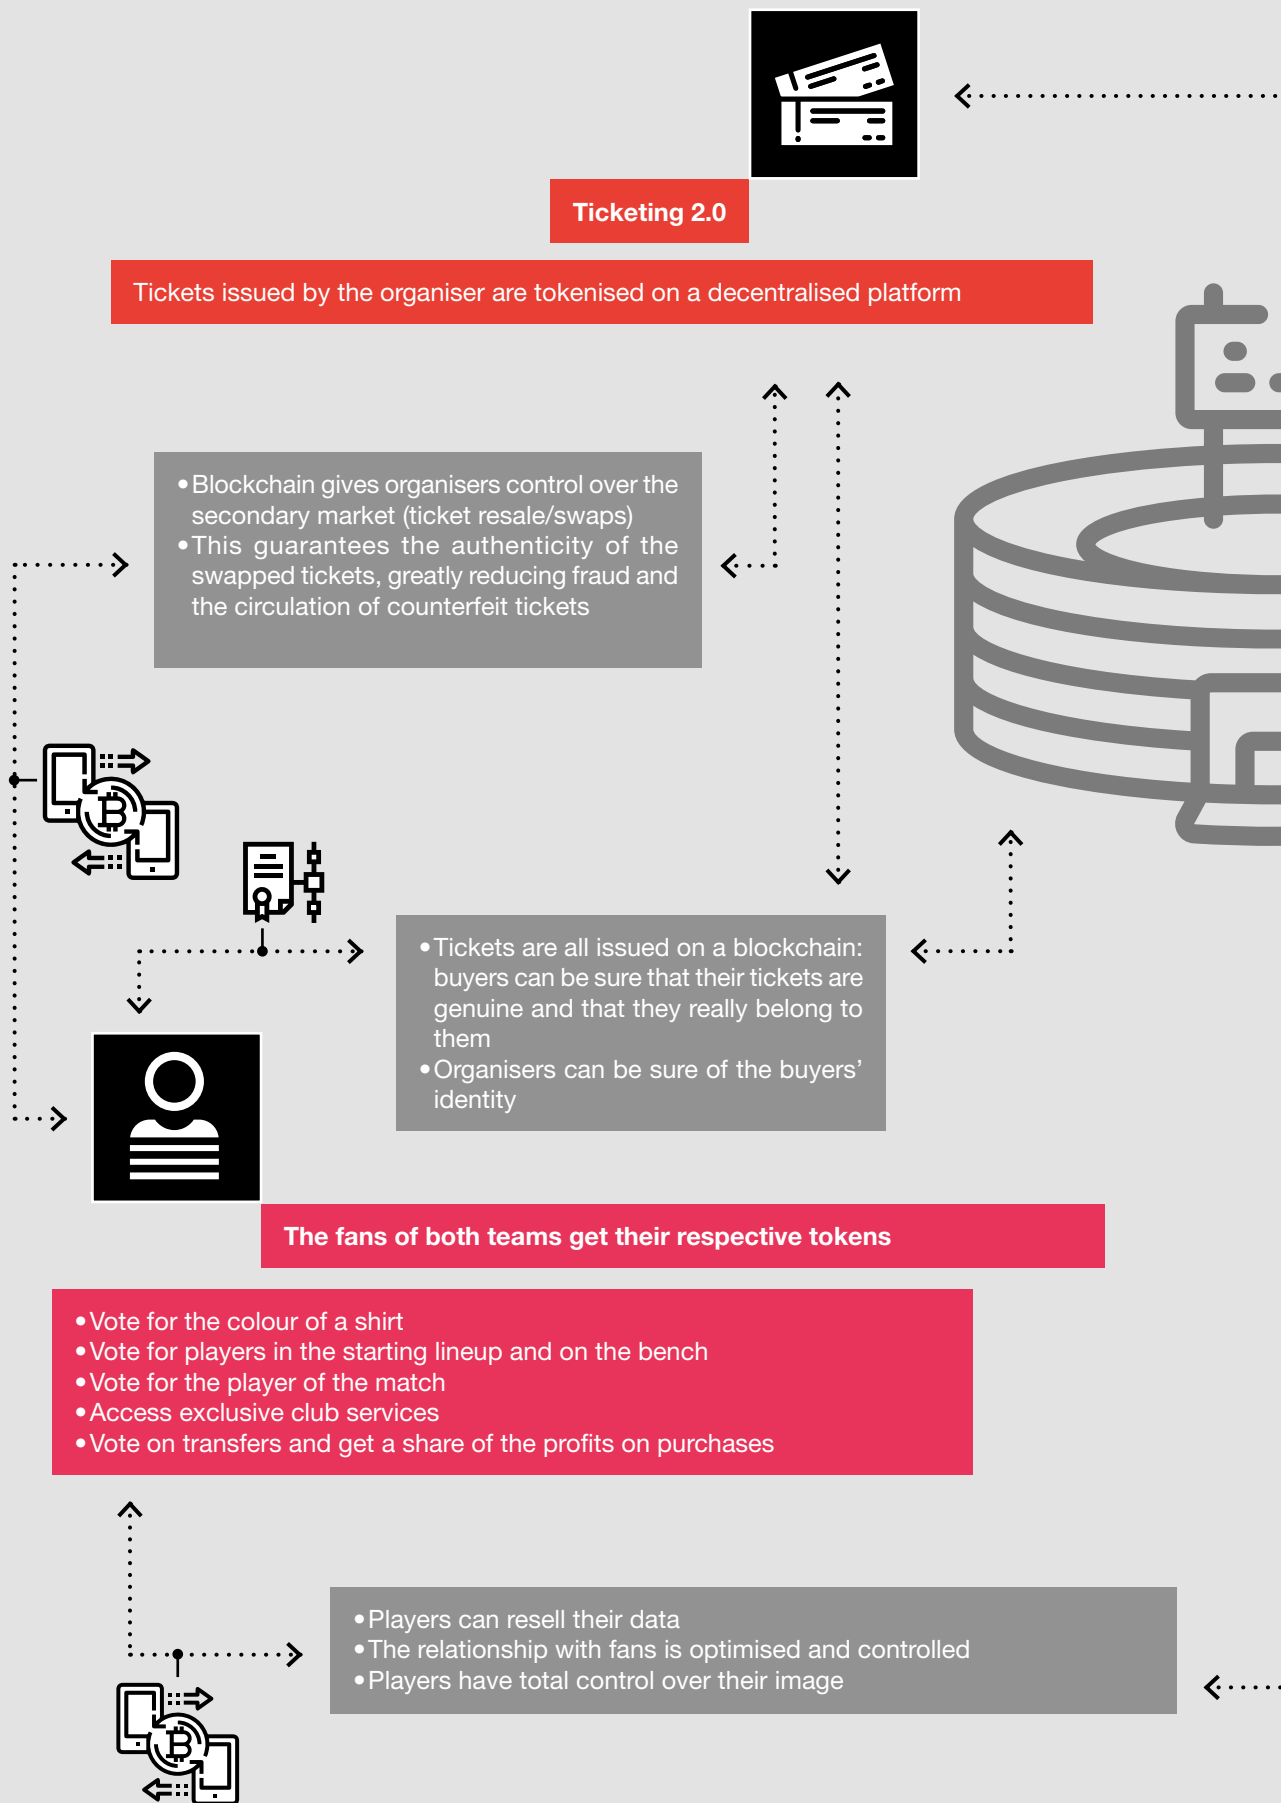 Ticketing 2.0
Tickets issued by the organiser are tokenised on a decentralised platform
•Blockchain gives organisers control over the
secondary market (ticket resale/swaps)
•This guarantees the authenticity of the
swapped tickets, greatly reducing fraud and
the circulation of counterfeit tickets
•Tickets are all issued on a blockchain:
buyers can be sure that their tickets are
genuine and that they really belong to
them
•Organisers can be sure of the buyers’
identity
The fans of both teams get their respective tokens
•Vote for the colour of a shirt
•Vote for players in the starting lineup and on the bench
•Vote for the player of the match
•Access exclusive club services
•Vote on transfers and get a share of the profits on purchases
•Players can resell their data
•The relationship with fans is optimised and controlled
•Players have total control over their image